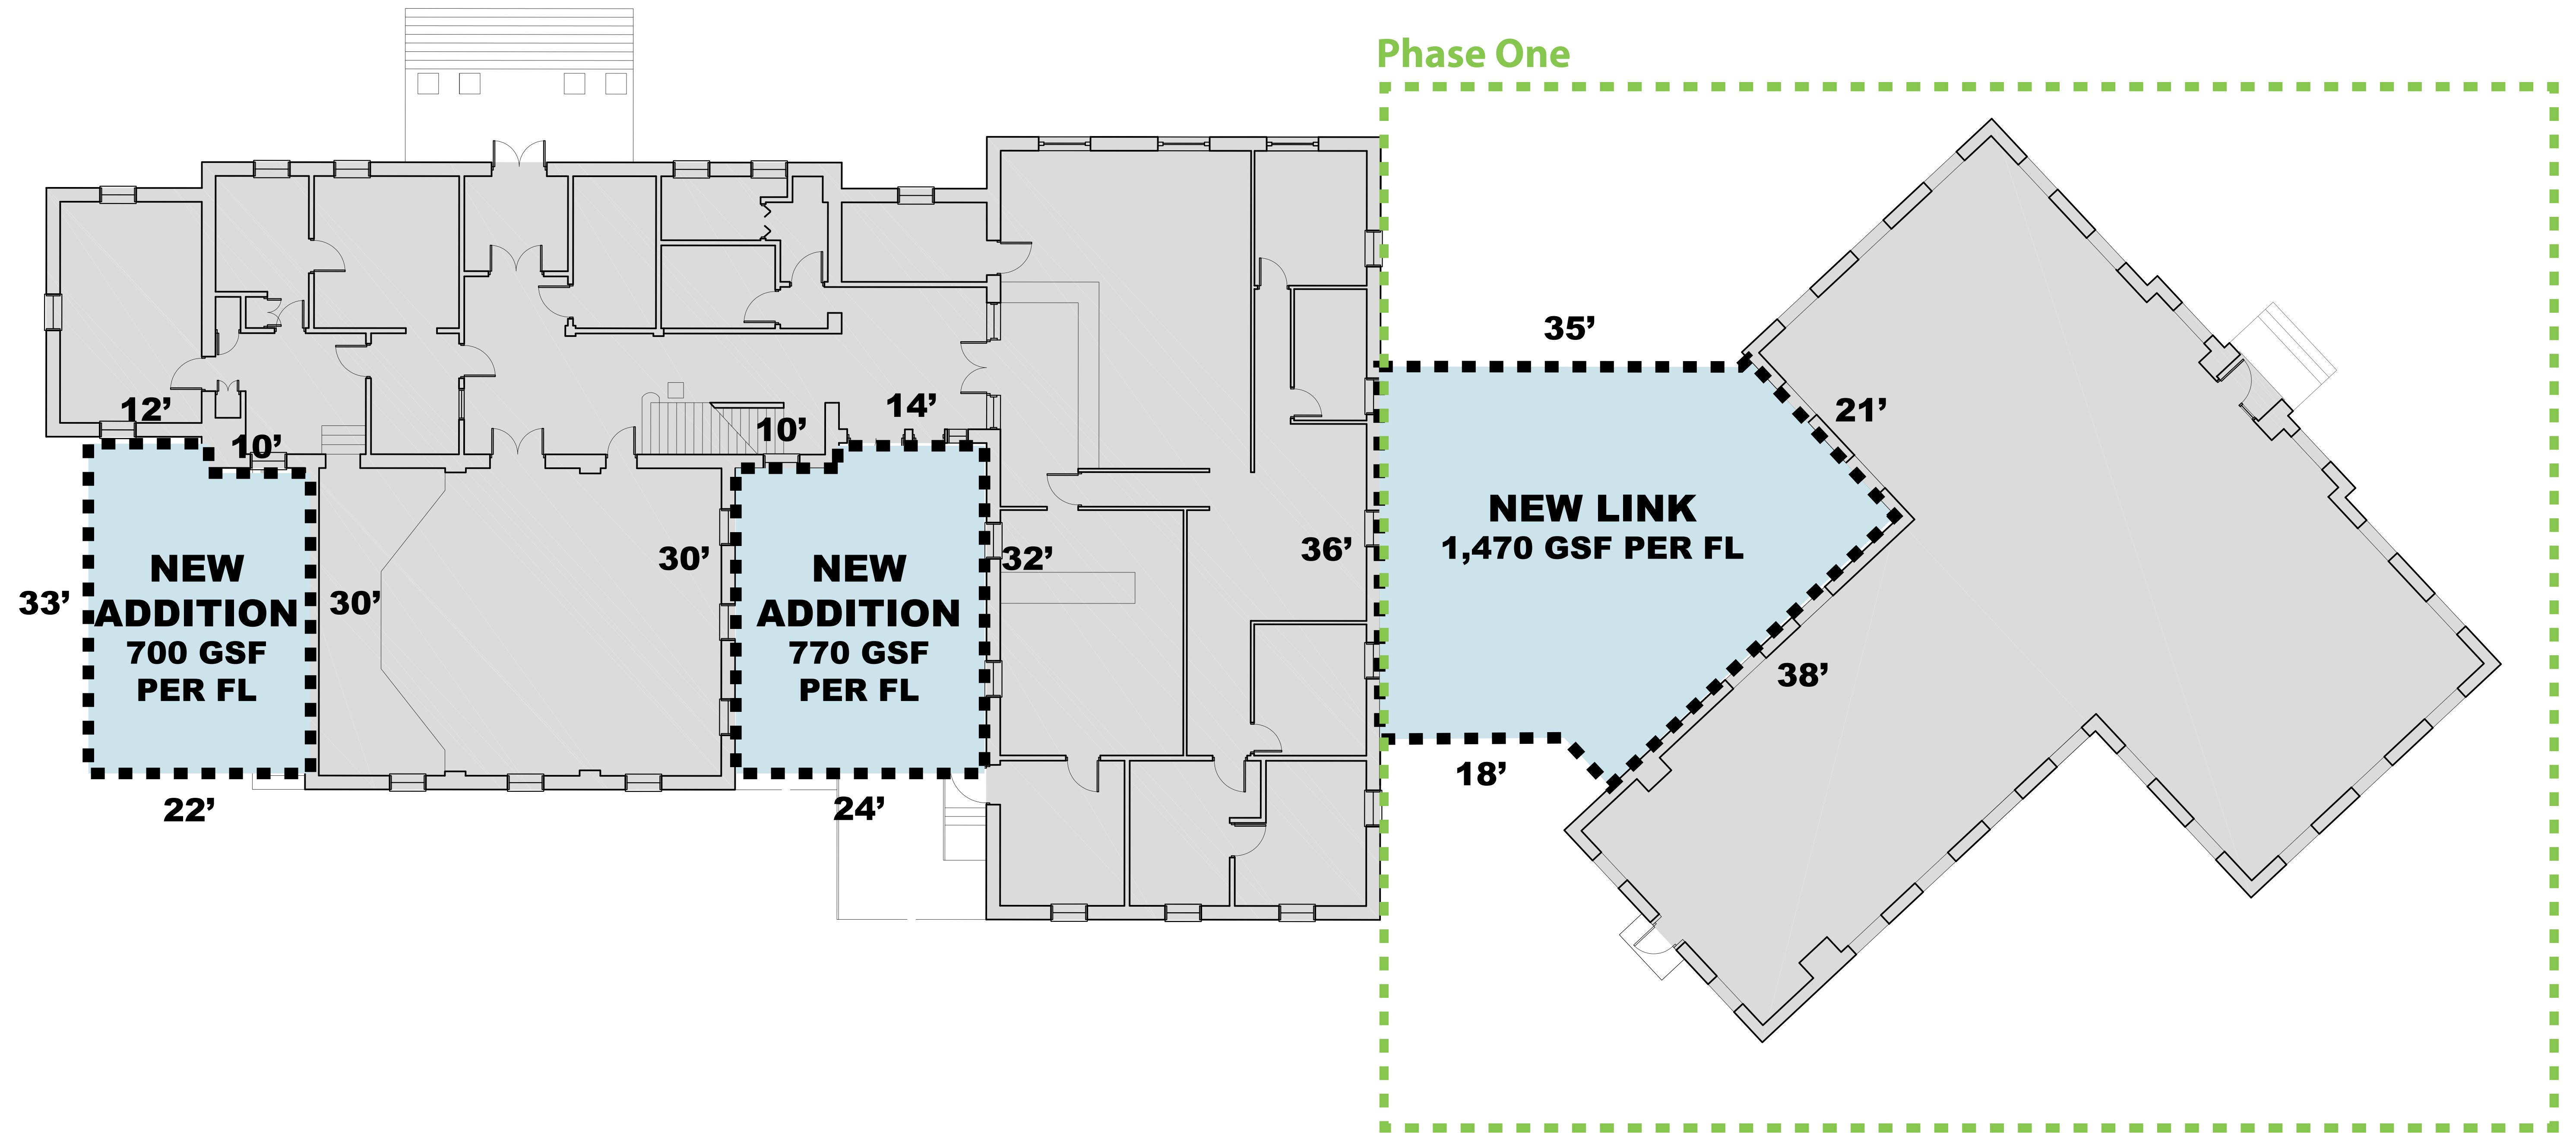 Phase One
35’
12’
10’
10’
14’
21’
33’
NEW
ADDITION
700 GSF
PER FL
30’
30’
NEW
ADDITION
770 GSF
PER FL
32’
36’
NEW LINK
1,470 GSF PER FL
38’
22’
24’
18’